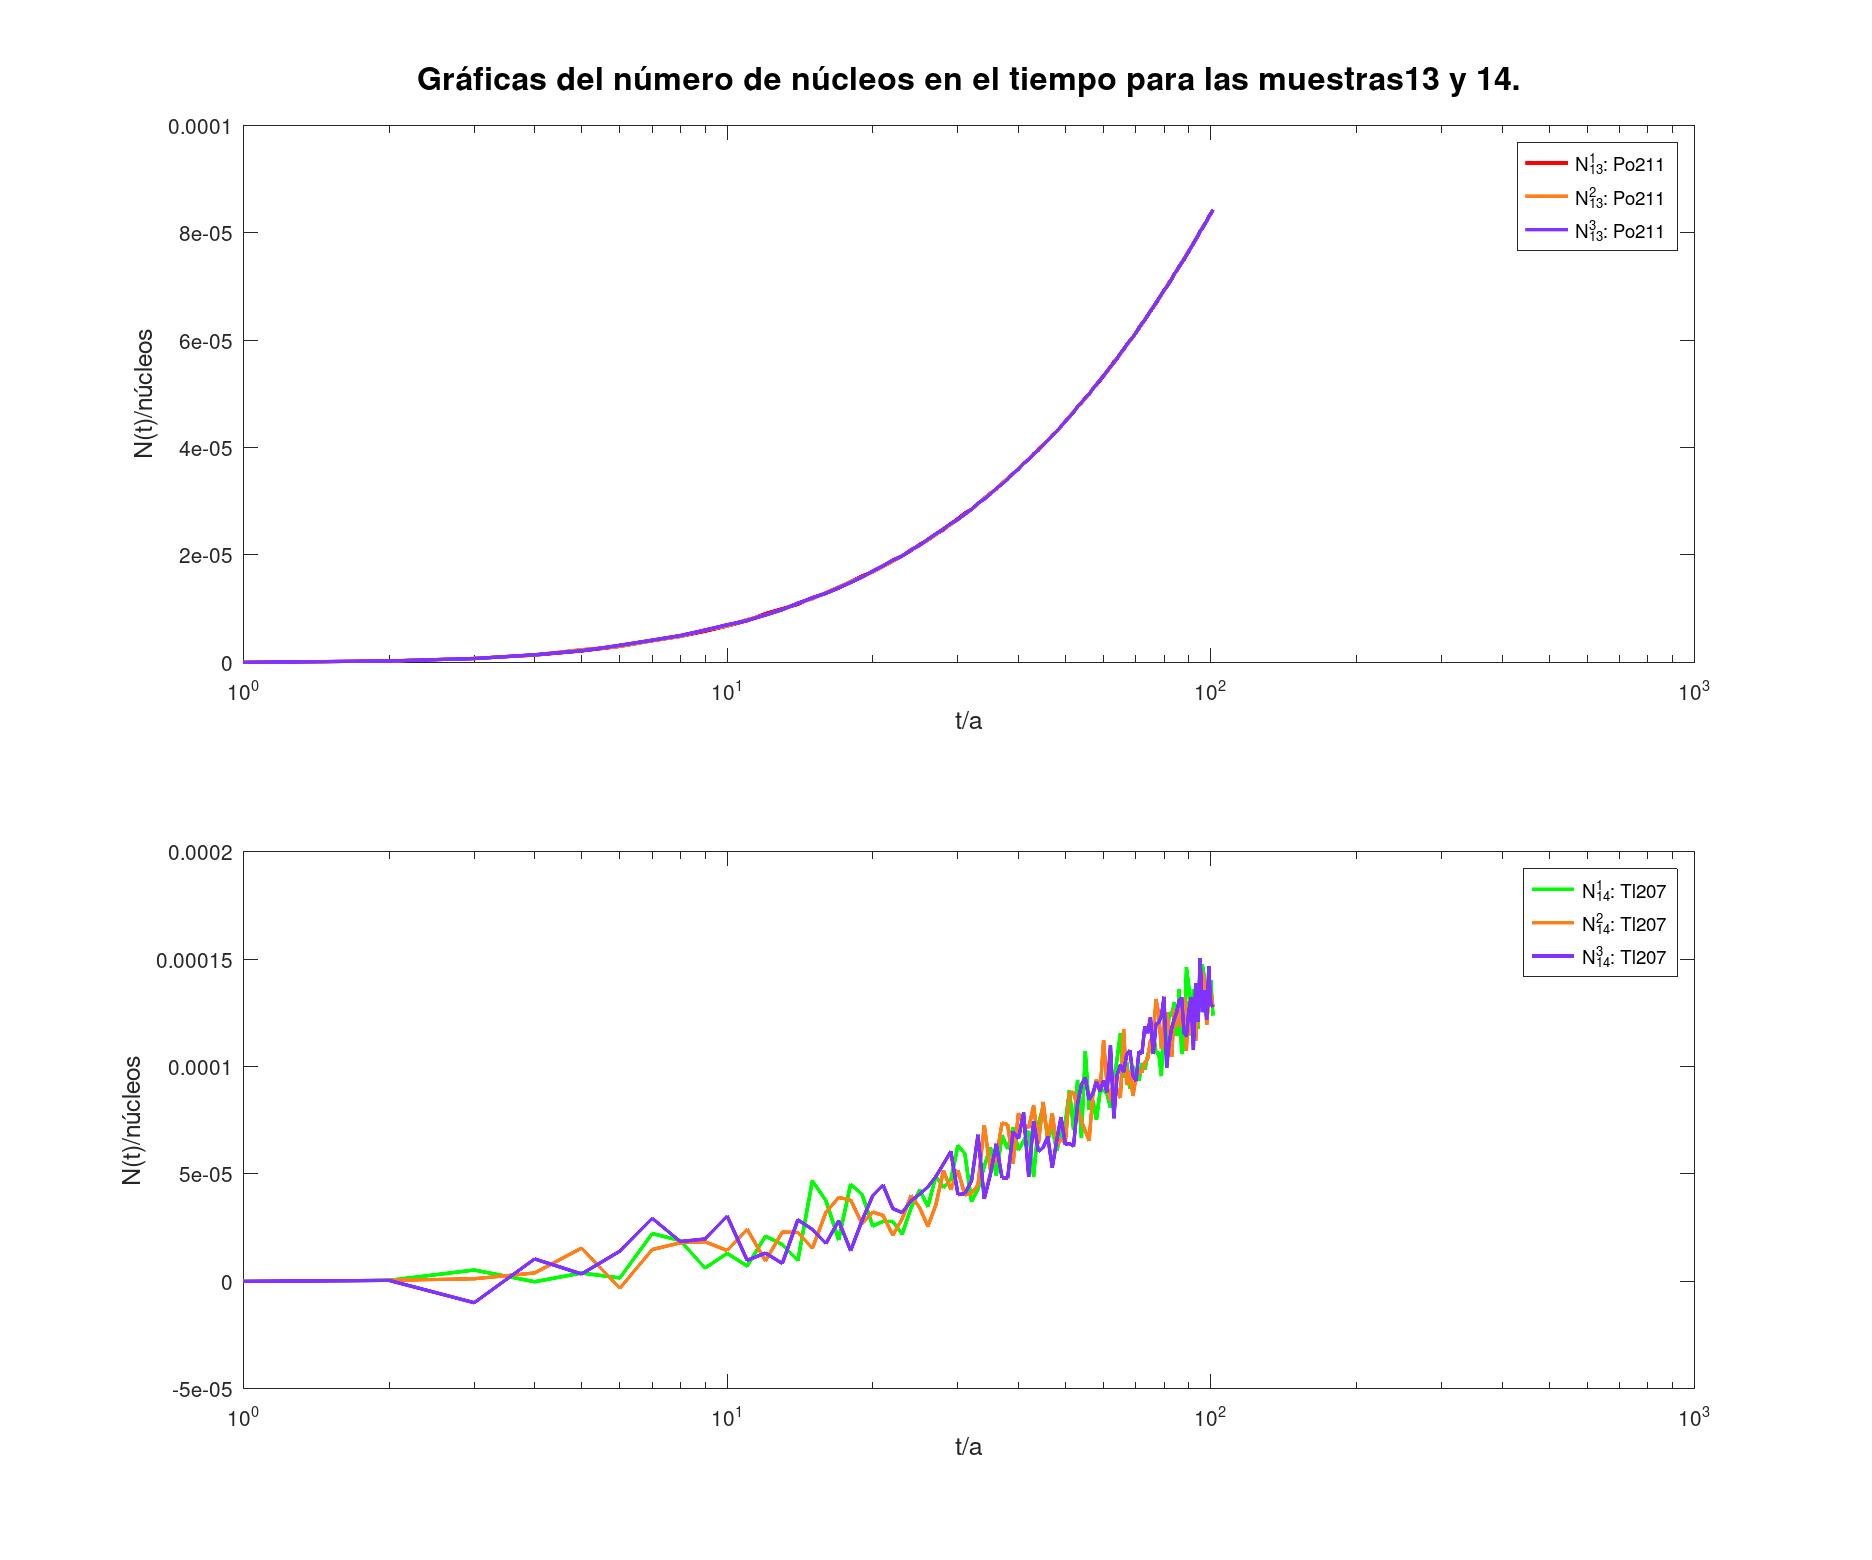 Gráficas del número de núcleos en el tiempo para las muestras13 y 14.
0.0001
8e-05
6e-05
4e-05
2e-05
0
N(t)/núcleos
10⁰ 10¹ 10² 10³
t/a
N¹₁₃: Po211
N²₁₃: Po211
N³₁₃: Po211
0.0002
0.00015
0.0001
5e-05
0
-5e-05
N(t)/núcleos
10⁰ 10¹ 10² 10³
t/a
N¹₁₄: Tl207
N²₁₄: Tl207
N³₁₄: Tl207